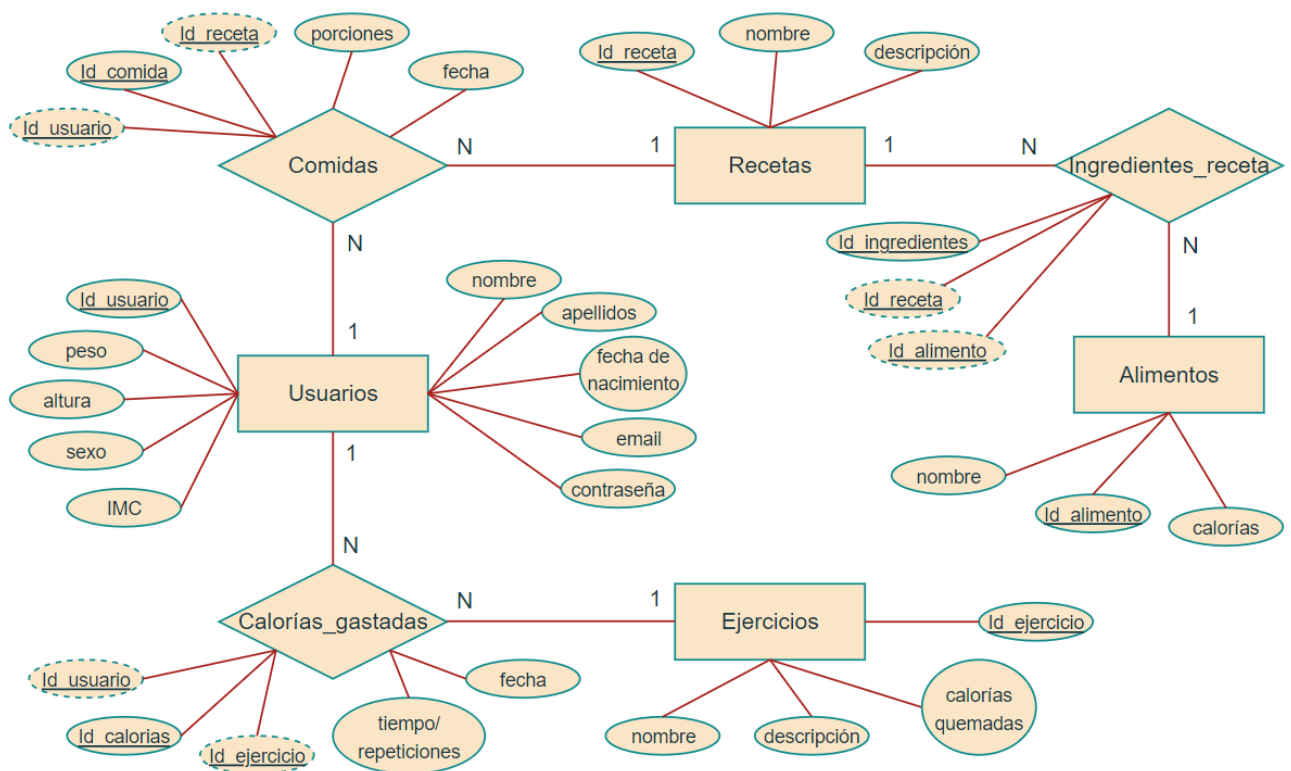 Id_receta
porciones
nombre
Id_receta
descripción
Id_comida
fecha
Id_usuario
Comidas
N
1
Recetas
1
N
Ingredientes_receta
Id_ingredientes
N
N
Id_receta
nombre
Id_usuario
apellidos
1
1
Id_alimento
peso
fecha de
nacimiento
Alimentos
Usuarios
altura
email
sexo
1
contraseña
nombre
IMC
Id_alimento
calorías
N
N
1
Calorías_gastadas
Ejercicios
Id_ejercicio
Id_usuario
fecha
calorías
quemadas
tiempo/
repeticiones
Id_calorias
nombre
descripción
Id_ejercicio